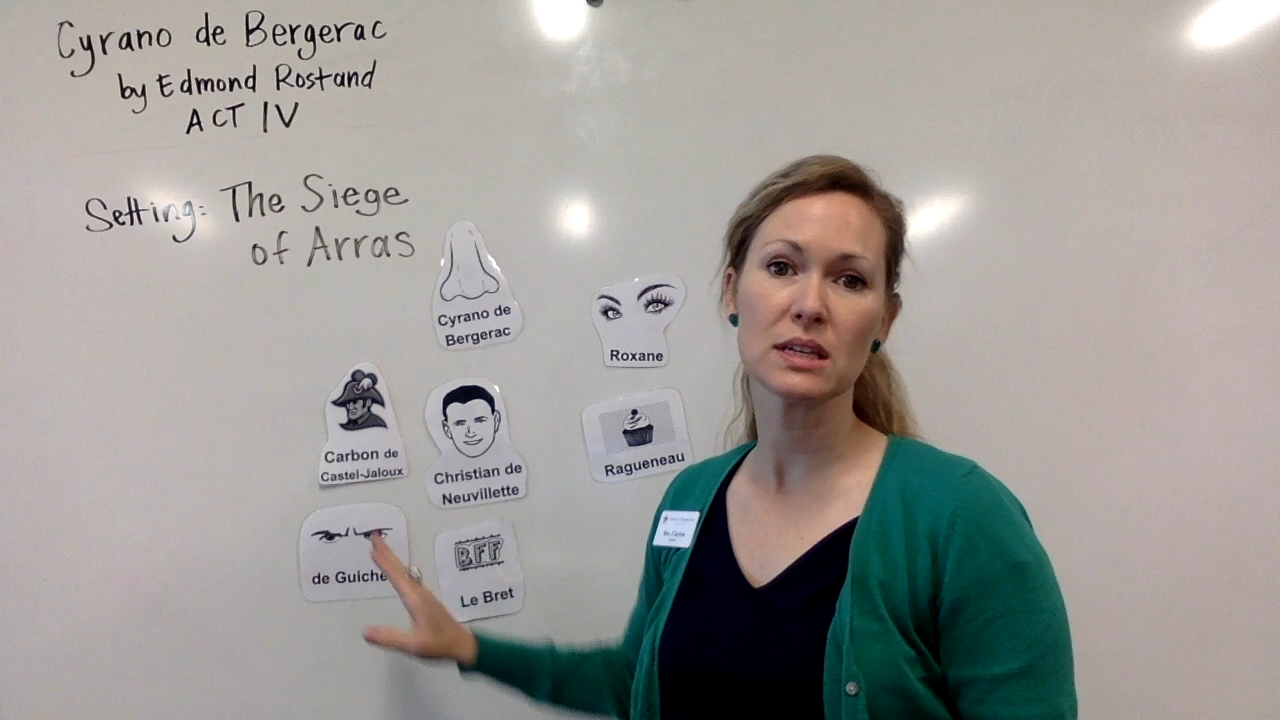 Cyrano de Bergerac
by Edmond Rostand
ACT IV
Setting: The Siege
of Arras
Cyrano de
Bergerac
Roxane
Carbon de
Castel-Jaloux
Christian de
Neuvillette
Ragueneau
de Guiche
BFF
Le Bret